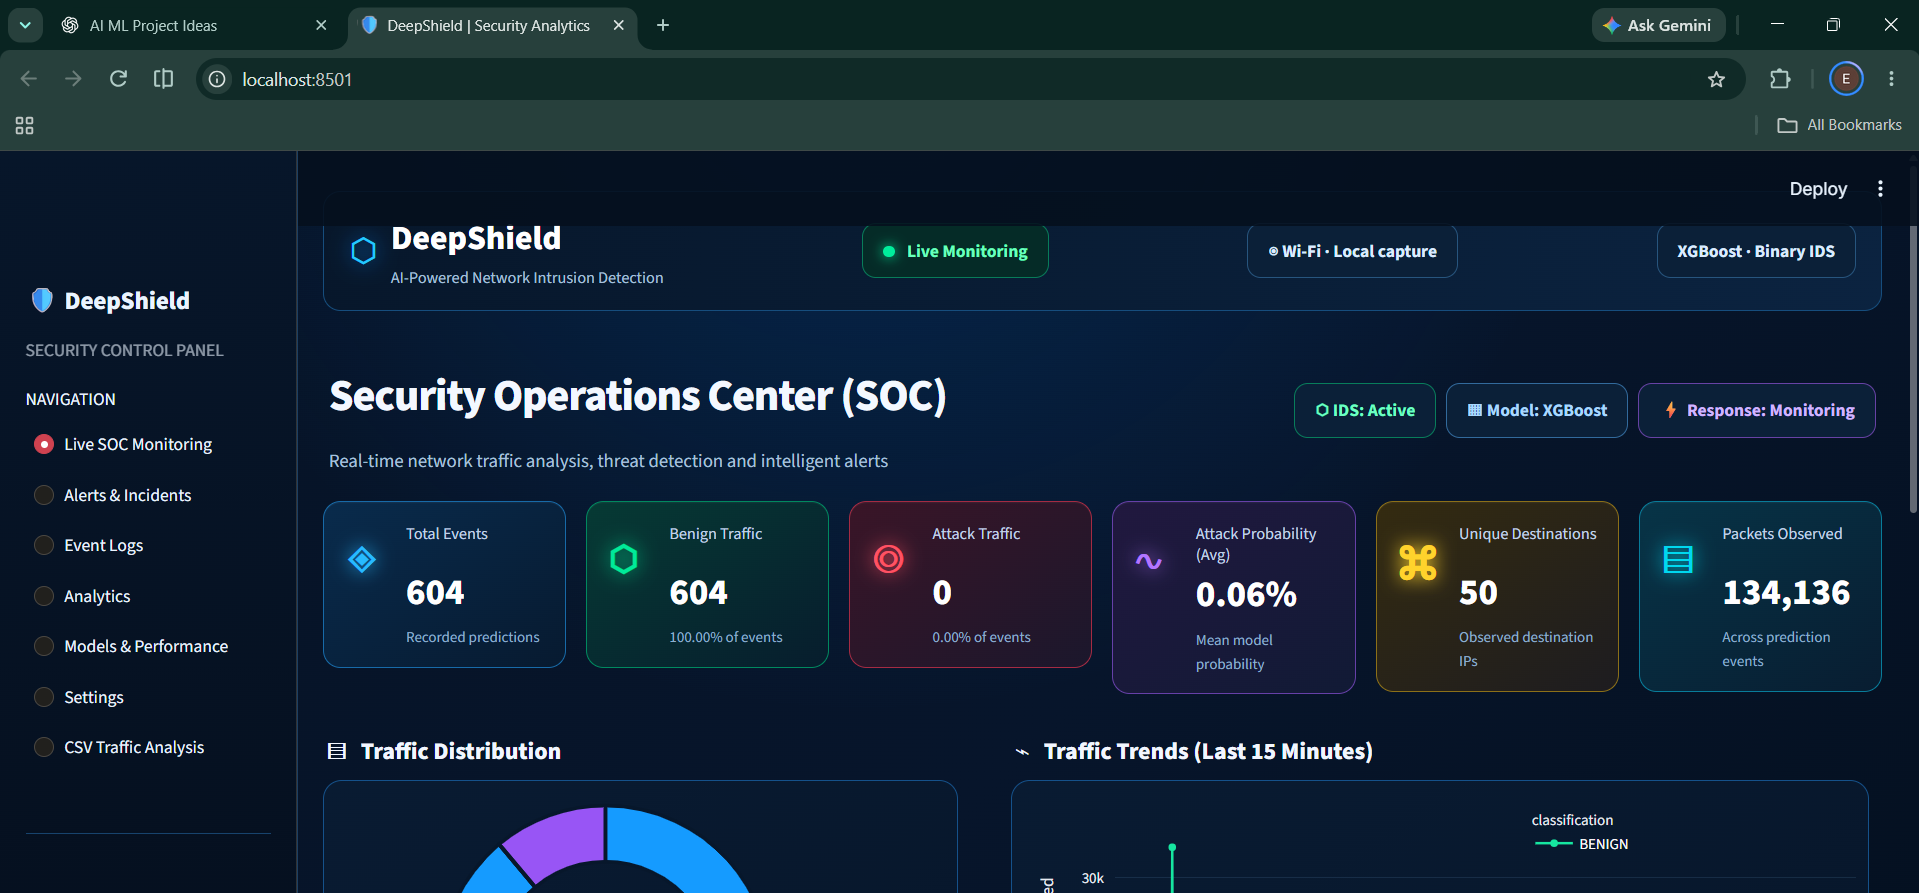 AI ML Project Ideas
DeepShield | Security Analytics
Ask Gemini
localhost:8501
E
All Bookmarks
Deploy
DeepShield
SECURITY CONTROL PANEL
NAVIGATION
Live SOC Monitoring
Alerts & Incidents
Event Logs
Analytics
Models & Performance
Settings
CSV Traffic Analysis
DeepShield
AI-Powered Network Intrusion Detection
Live Monitoring
Wi-Fi · Local capture
XGBoost · Binary IDS
Security Operations Center (SOC)
IDS: Active
Model: XGBoost
Response: Monitoring
Real-time network traffic analysis, threat detection and intelligent alerts
Total Events
604
Recorded predictions
Benign Traffic
604
100.00% of events
Attack Traffic
0
0.00% of events
Attack Probability
(Avg)
0.06%
Mean model
probability
Unique Destinations
50
Observed destination
IPs
Packets Observed
134,136
Across prediction
events
Traffic Distribution
Traffic Trends (Last 15 Minutes)
classification
BENIGN
30k